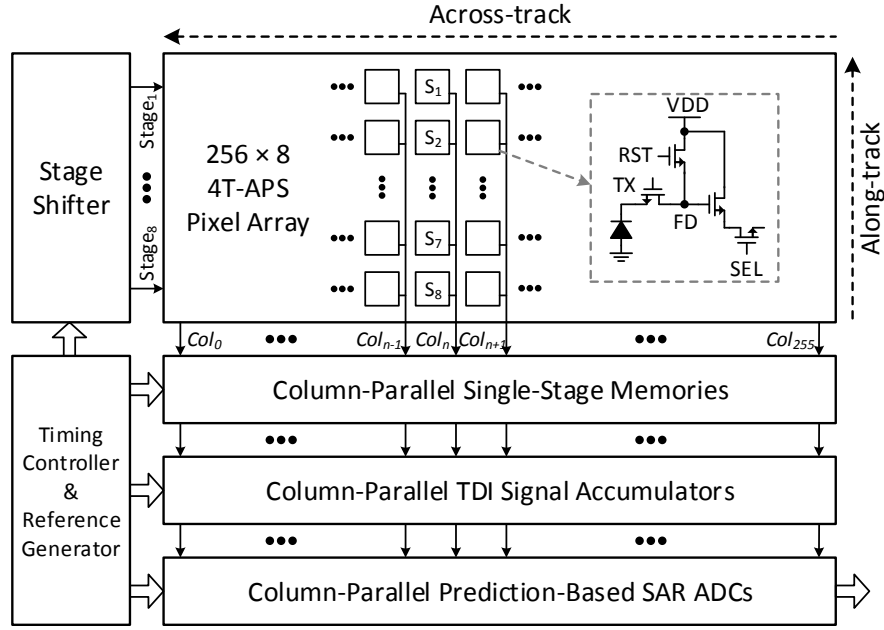 Across-track
Along-track
Stage
Shifter
Stage1
Stage8
256 × 8
4T-APS
Pixel Array
S1
S2
S7
S8
VDD
RST
TX
FD
SEL
Col0
Coln-1
Coln
Coln+1
Col255
Timing
Controller
&
Reference
Generator
Column-Parallel Single-Stage Memories
Column-Parallel TDI Signal Accumulators
Column-Parallel Prediction-Based SAR ADCs